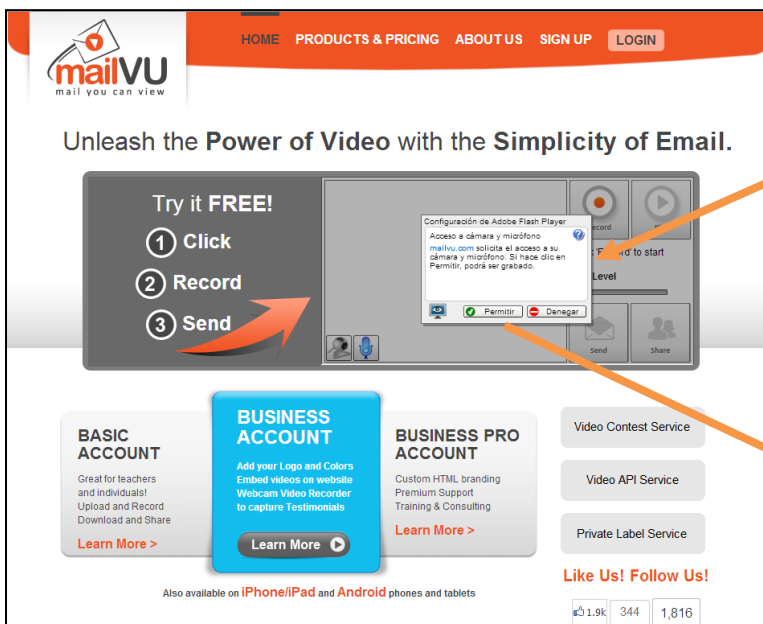 HOME PRODUCTS & PRICING ABOUT US SIGN UP LOGIN
mailVU
mail you can view
Unleash the Power of Video with the Simplicity of Email.
Try it FREE!
1 Click
2 Record
3 Send
Configuración de Adobe Flash Player
Acceso a cámara y micrófono
mailvu.com solicita el acceso a su
cámara y micrófono. Si hace clic en
Permitir, podrá ser grabado.
Permitir
Denegar
to start
Level
Send
Share
BASIC
ACCOUNT
Great for teachers
and individuals!
Upload and Record
Download and Share
Learn More >
BUSINESS
ACCOUNT
Add your Logo and Colors
Embed videos on website
Webcam Video Recorder
to capture Testimonials
Learn More
BUSINESS PRO
ACCOUNT
Custom HTML branding
Premium Support
Training & Consulting
Learn More >
Video Contest Service
Video API Service
Private Label Service
Like Us! Follow Us!
1.9k 344 1,816
Also available on iPhone/iPad and Android phones and tablets